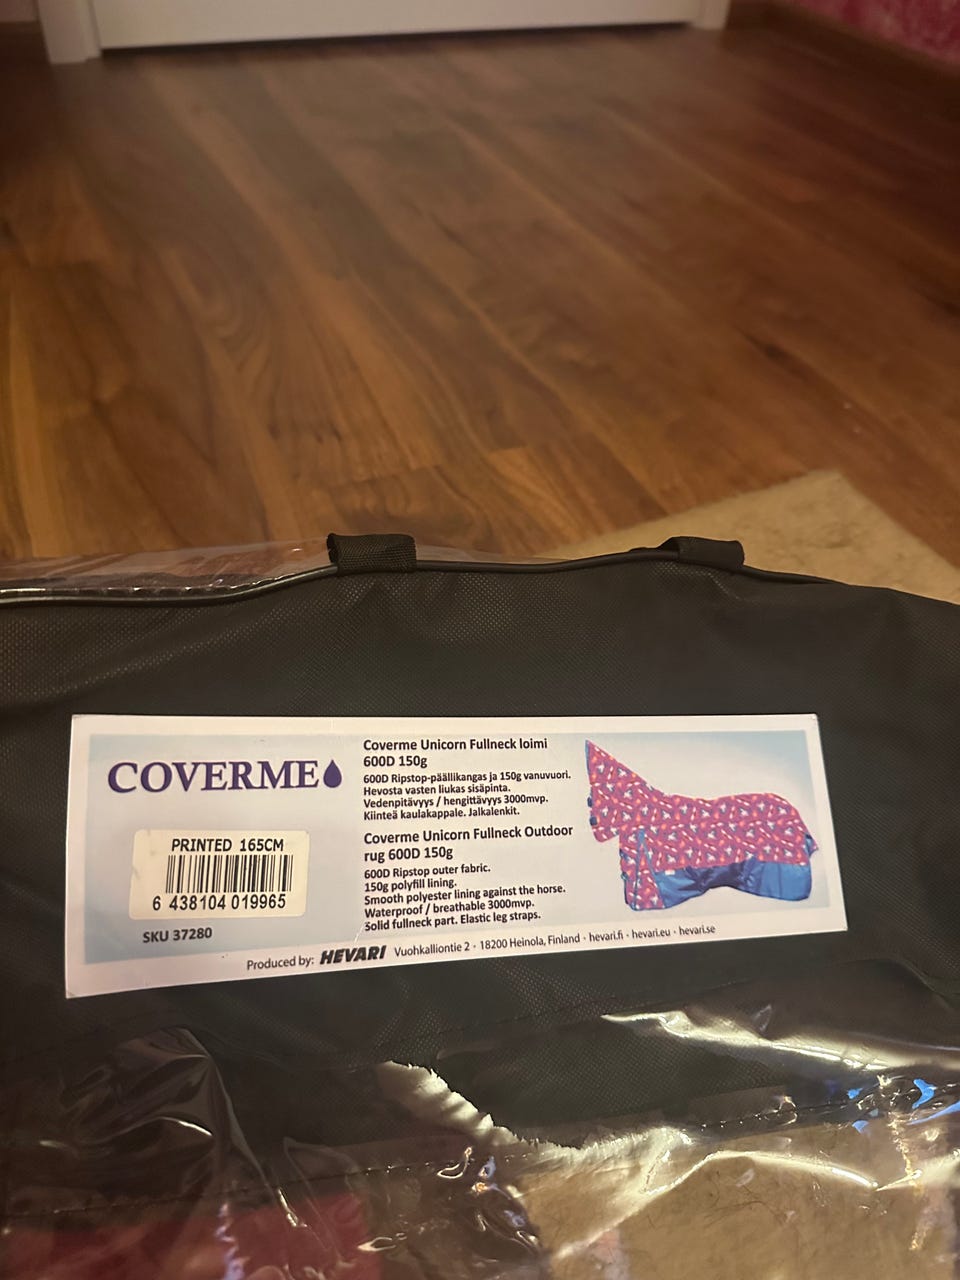 COVERME
PRINTED 165CM
6 438104 019965
SKU 37280
Coverme Unicorn Fullneck loimi
600D 150g
600D Ripstop-päällikangas ja 150g vanuvuori.
Hevosta vasten liukas sisäpinta.
Vedenpitävyys / hengittävyys 3000mvp.
Kiinteä kaulakappale. Jalkalenkit.
Coverme Unicorn Fullneck Outdoor
rug 600D 150g
600D Ripstop outer fabric.
150g polyfill lining.
Smooth polyester lining against the horse.
Waterproof / breathable 3000mvp.
Solid fullneck part. Elastic leg straps.
Produced by: HEVARI Vuohkalliontie 2 · 18200 Heinola, Finland · hevari.fi · hevari.eu · hevari.se